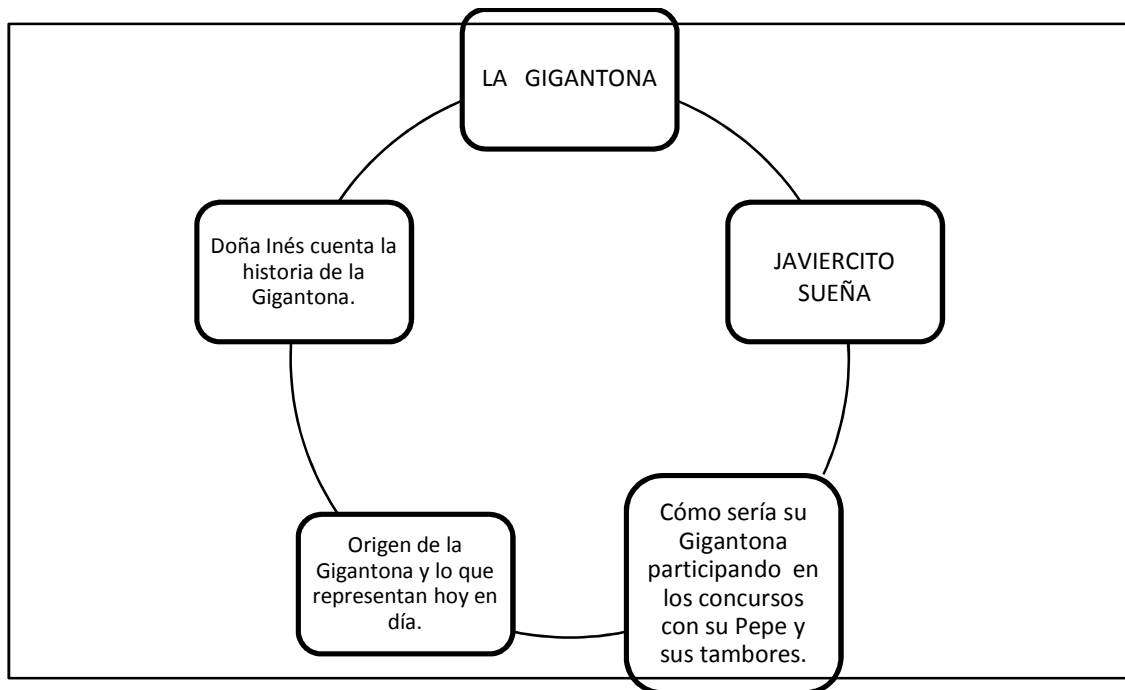 LA GIGANTONA
JAVIERCITO
SUEÑA
Cómo sería su
Gigantona
participando en
los concursos
con su Pepe y
sus tambores.
Origen de la
Gigantona y lo que
representan hoy en
día.
Doña Inés cuenta la
historia de la
Gigantona.